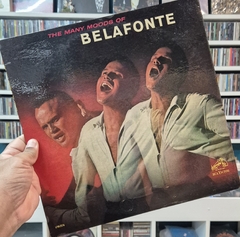 THE MANY MOODS OF
BELAFONTE